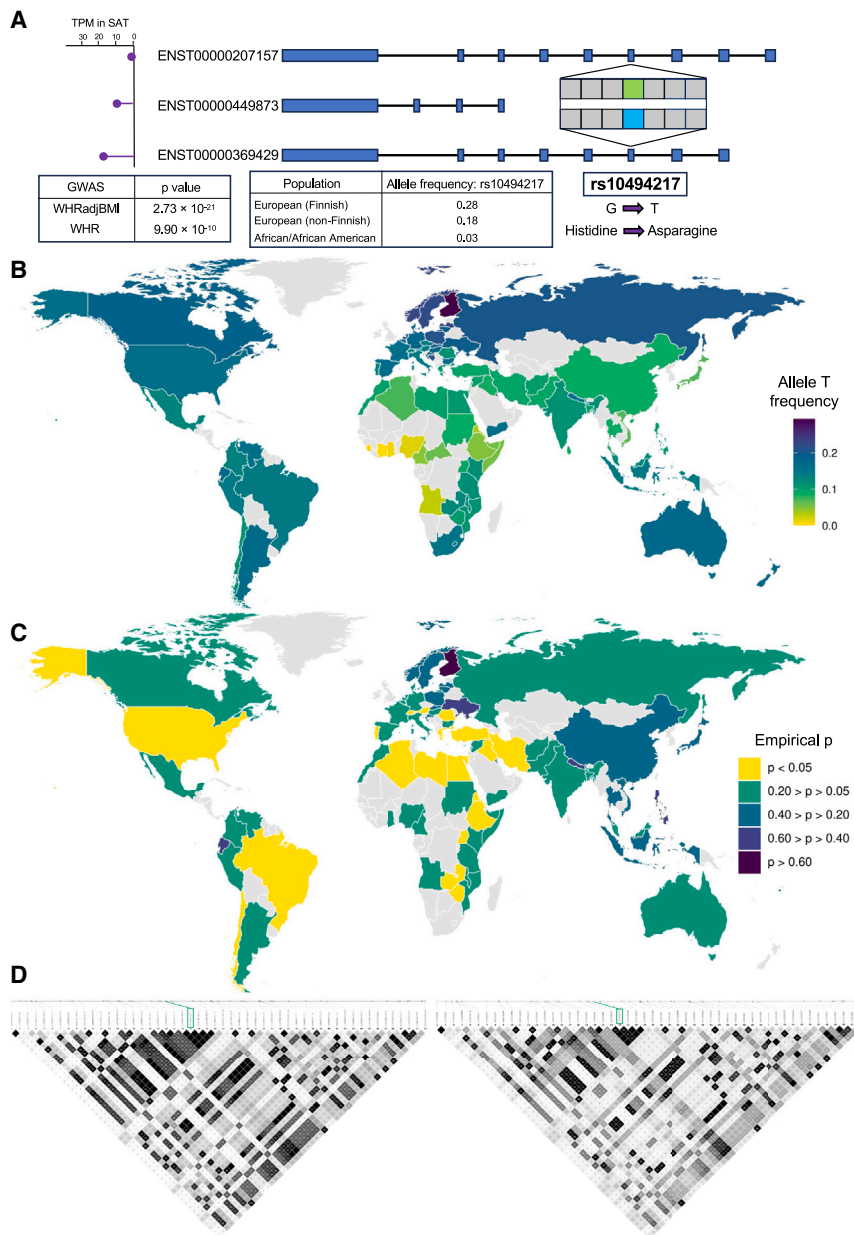 A
TPM in SAT
30 20 10 0
ENST00000207157
ENST00000449873
ENST00000369429
GWAS p value
WHRadjBMI 2.73 × 10-21
WHR 9.90 × 10-10
Population Allele frequency: rs10494217
European (Finnish) 0.28
European (non-Finnish) 0.18
African/African American 0.03
rs10494217
G T
Histidine Asparagine
B
Allele T
frequency
0.2
0.1
0.0
C
Empirical p
p < 0.05
0.20 > p > 0.05
0.40 > p > 0.20
0.60 > p > 0.40
p > 0.60
D